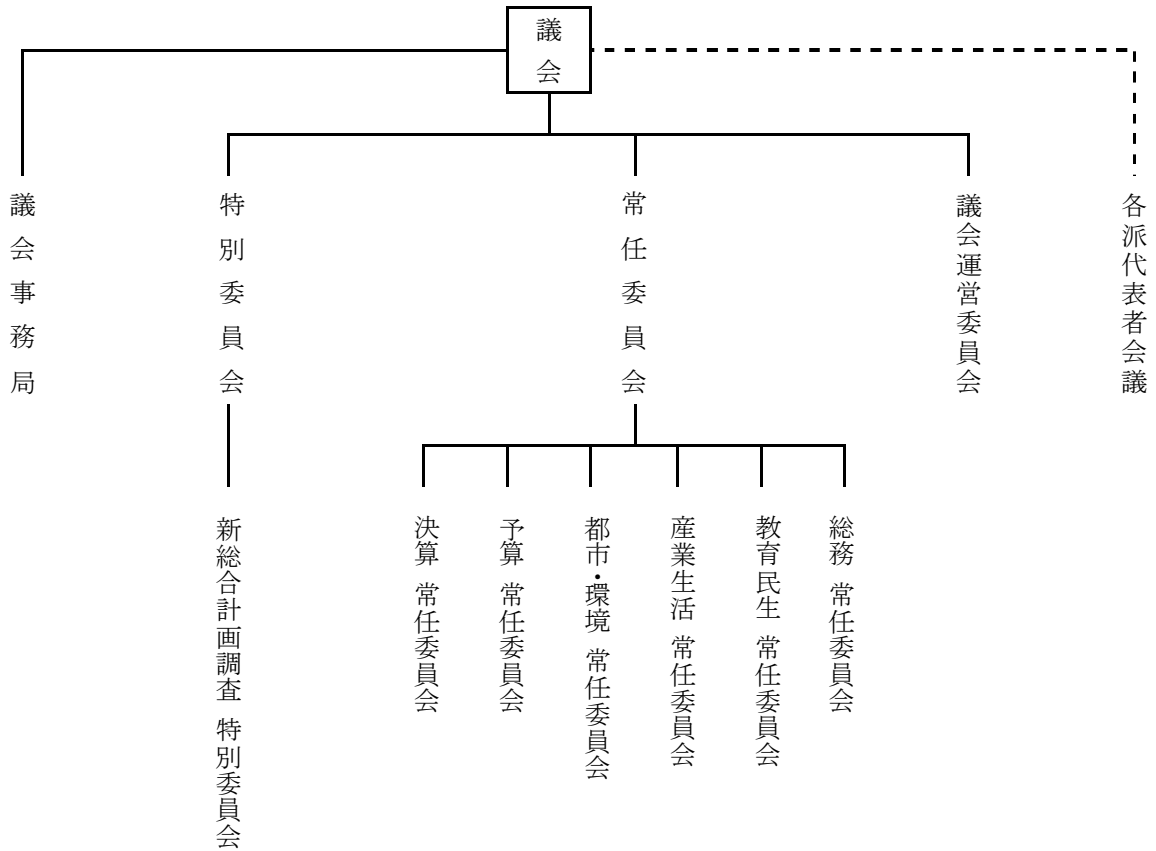 議会
各派代表者会議
議会運営委員会
常任委員会
特別委員会
議会事務局
総務 常任委員会
教育民生 常任委員会
産業生活 常任委員会
都市・環境 常任委員会
予算 常任委員会
決算 常任委員会
新総合計画調査 特別委員会